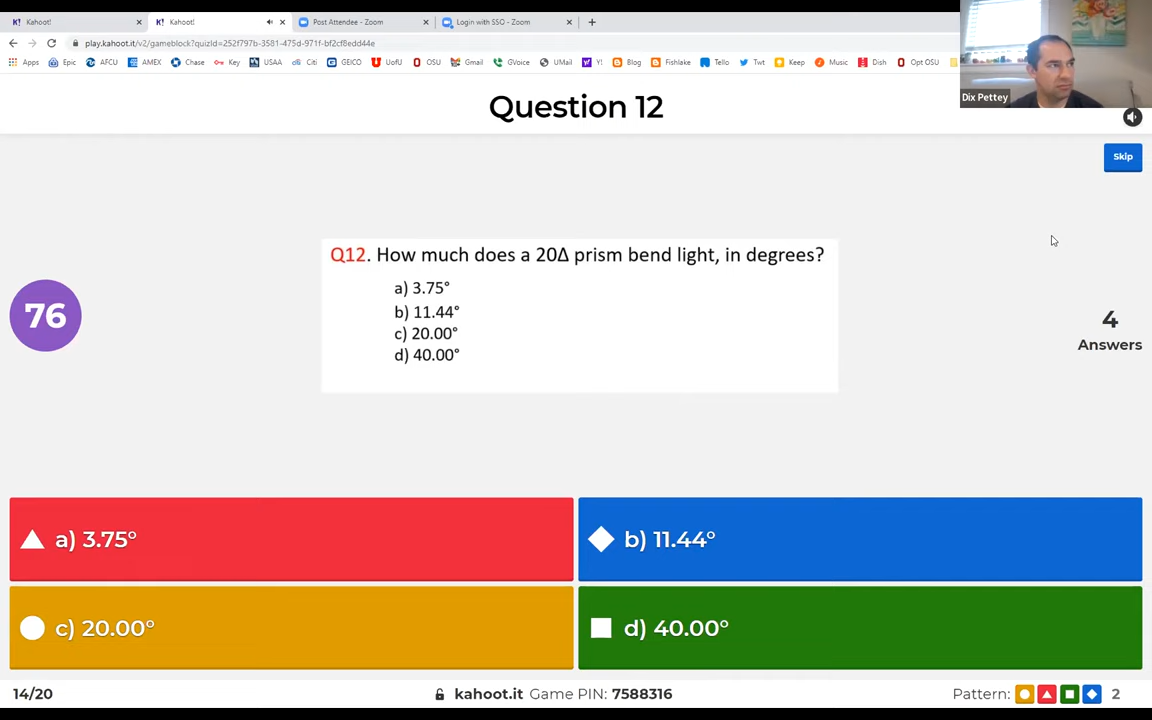 Kahoot!
Kahoot!
Post Attendee - Zoom
Login with SSO - Zoom
play.kahoot.it/v2/gameblock?quizId=252f797b-3581-475d-971f-bf2cf8edd44e
Apps Epic AFCU AMEX Chase Key USAA Citi GEICO UofU OSU Gmail GVoice UMail Y! Blog Fishlake Tello Twt Keep Music Dish Opt OSU
Dix Pettey
Question 12
Skip
Q12. How much does a 20Δ prism bend light, in degrees?
a) 3.75°
b) 11.44°
c) 20.00°
d) 40.00°
76
4
Answers
a) 3.75°
b) 11.44°
c) 20.00°
d) 40.00°
14/20
kahoot.it Game PIN: 7588316
Pattern: 2